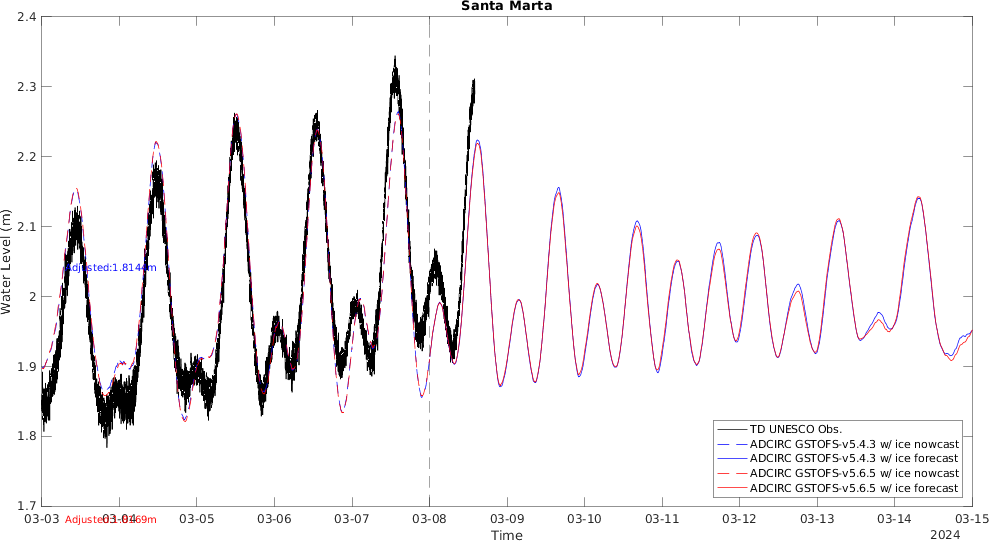 Santa Marta
2.4
2.3
2.2
2.1
2
1.9
1.8
1.7
Water Level (m)
Adjusted:1.8144m
TD UNESCO Obs.
ADCIRC GSTOFS-v5.4.3 w/ ice nowcast
ADCIRC GSTOFS-v5.4.3 w/ ice forecast
ADCIRC GSTOFS-v5.6.5 w/ ice nowcast
ADCIRC GSTOFS-v5.6.5 w/ ice forecast
03-03 03-04 03-05 03-06 03-07 03-08 03-09 03-10 03-11 03-12 03-13 03-14 03-15
Time
2024